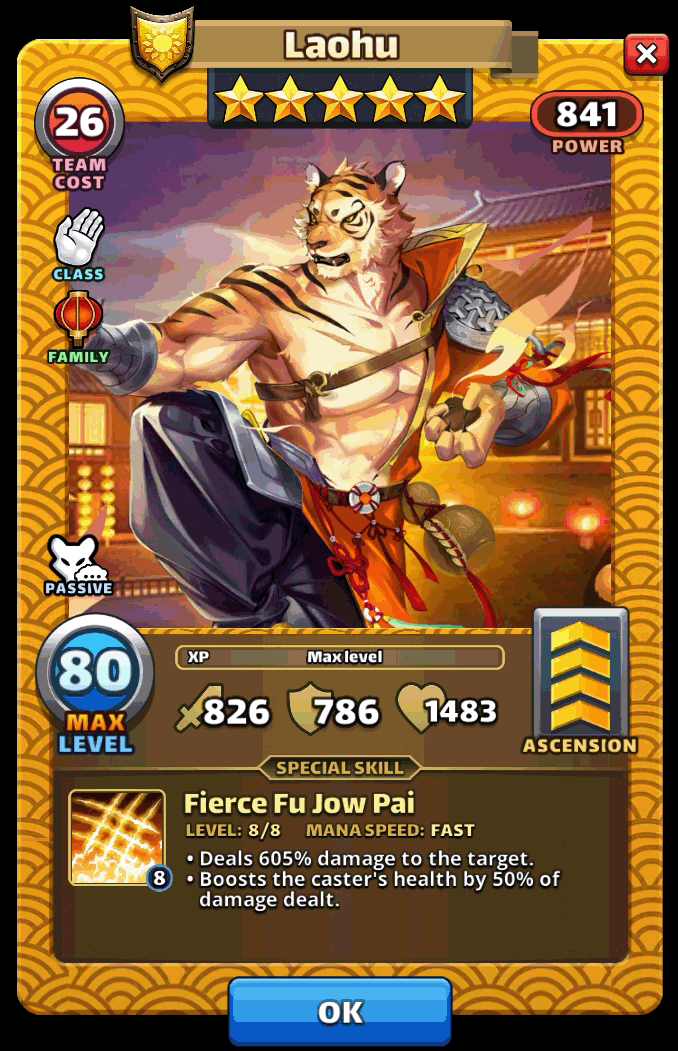 Laohu
26
TEAM
COST
841
POWER
CLASS
FAMILY
PASSIVE
80
MAX
LEVEL
XP Max level
826 786 1483
ASCENSION
SPECIAL SKILL
Fierce Fu Jow Pai
LEVEL: 8/8 MANA SPEED: FAST
8
• Deals 605% damage to the target.
• Boosts the caster's health by 50% of
damage dealt.
OK